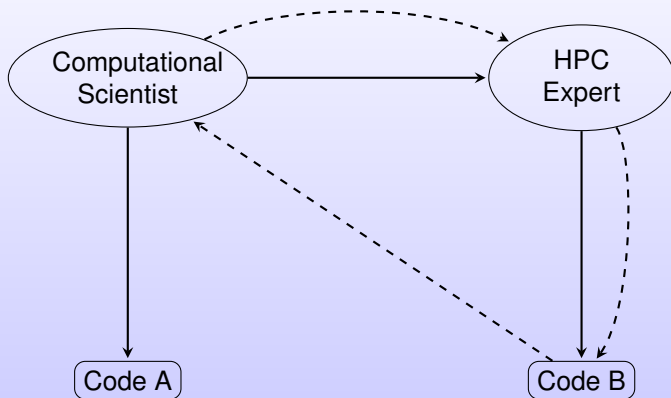 Computational
Scientist
HPC
Expert
Code A
Code B